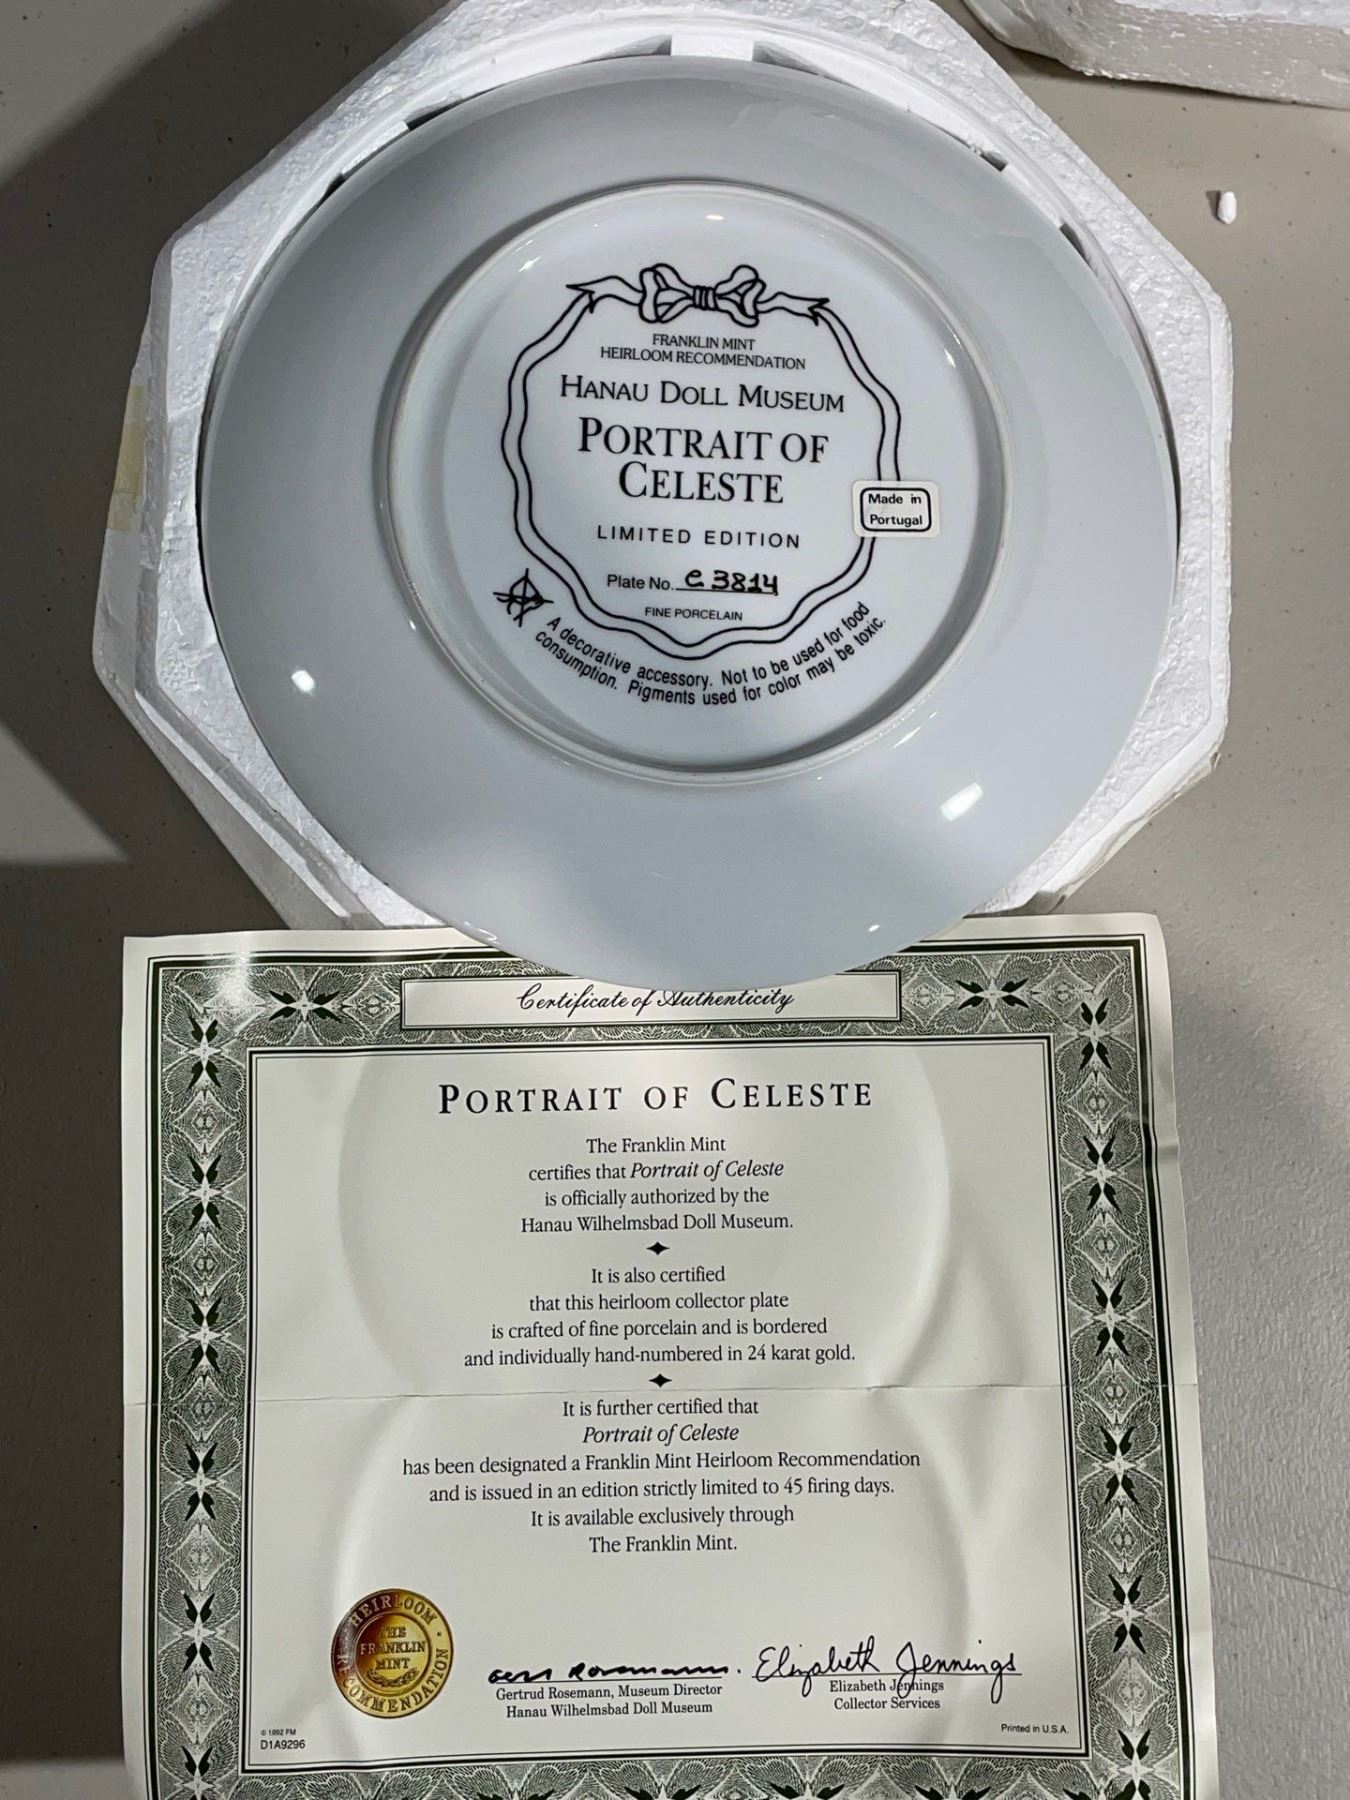 FRANKLIN MINT
HEIRLOOM RECOMMENDATION
HANAU DOLL MUSEUM
PORTRAIT OF
CELESTE
LIMITED EDITION
Plate No. C 3814
FINE PORCELAIN
Made in
Portugal
A decorative accessory. Not to be used for food
consumption. Pigments used for color may be toxic.
Certificate of Authenticity
PORTRAIT OF CELESTE
The Franklin Mint
certifies that Portrait of Celeste
is officially authorized by the
Hanau Wilhelmsbad Doll Museum.
It is also certified
that this heirloom collector plate
is crafted of fine porcelain and is bordered
and individually hand-numbered in 24 karat gold.
It is further certified that
Portrait of Celeste
has been designated a Franklin Mint Heirloom Recommendation
and is issued in an edition strictly limited to 45 firing days.
It is available exclusively through
The Franklin Mint.
HEIRLOOM
RECOMMENDATION
THE
FRANKLIN
MINT
Elizabeth Jennings
Gertrud Rosemann, Museum Director
Hanau Wilhelmsbad Doll Museum
Elizabeth Jennings
Collector Services
© 1992 FM
D1A9296
Printed in U.S.A.